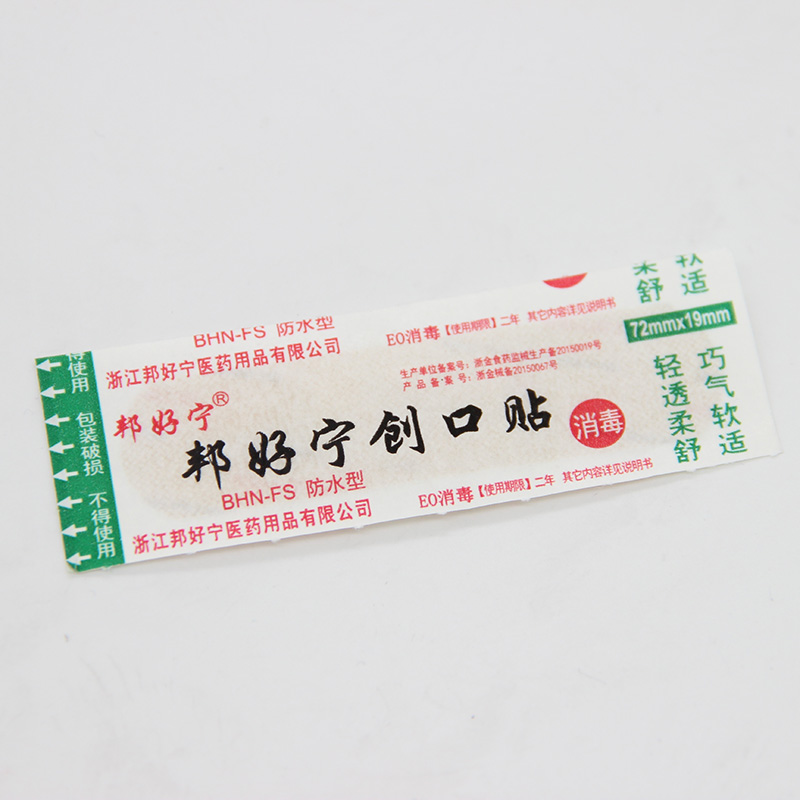 BHN-FS 防水型
浙江邦好宁医药用品有限公司
EO消毒【使用期限】二年 其它内容详见说明书
生产单位备案号：浙金食药监械生产备20150019号
产品备·案号：浙金械备20150067号
舒适
72mmx19mm
得使用
包装破损
不得使用
邦好宁®
邦好宁创口贴
消毒
轻巧
透气
柔软
舒适
BHN-FS 防水型
浙江邦好宁医药用品有限公司
EO消毒【使用期限】二年 其它内容详见说明书